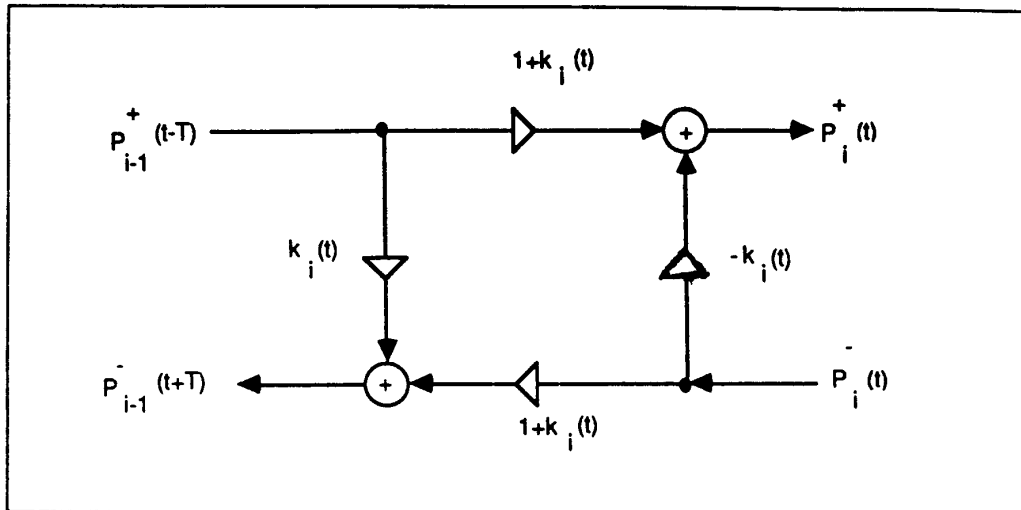 1+k_i(t)
P^+_{i-1}(t-T)
+
P^+_i(t)
k_i(t)
-k_i(t)
P^-_{i-1}(t+T)
+
P^-_i(t)
1+k_i(t)